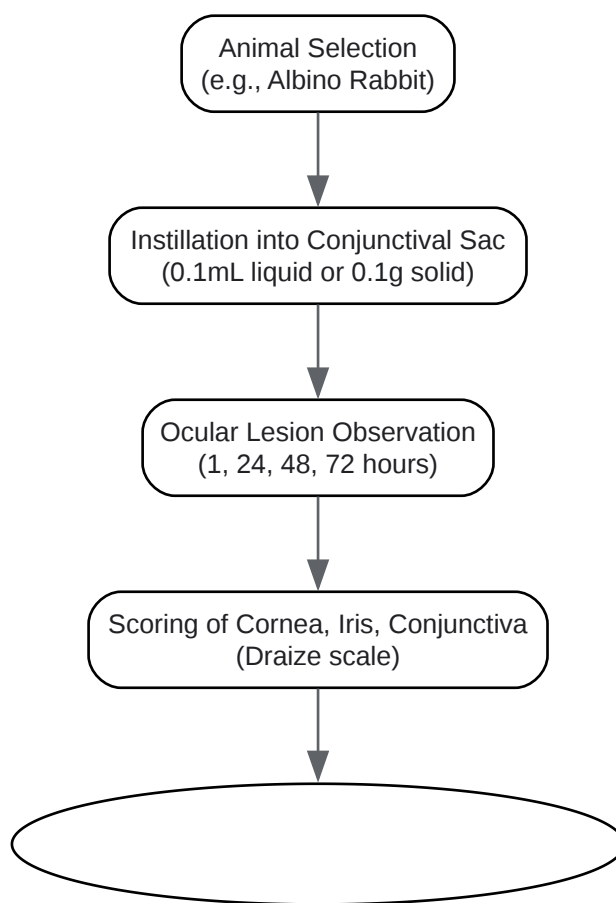 Animal Selection
(e.g., Albino Rabbit)
Instillation into Conjunctival Sac
(0.1mL liquid or 0.1g solid)
Ocular Lesion Observation
(1, 24, 48, 72 hours)
Scoring of Cornea, Iris, Conjunctiva
(Draize scale)